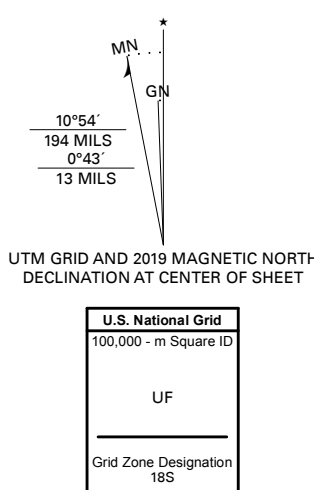 ★
MN
GN
10°54´
194 MILS
0°43´
13 MILS
UTM GRID AND 2019 MAGNETIC NORTH
DECLINATION AT CENTER OF SHEET
U.S. National Grid
100,000 - m Square ID
UF
Grid Zone Designation
18S